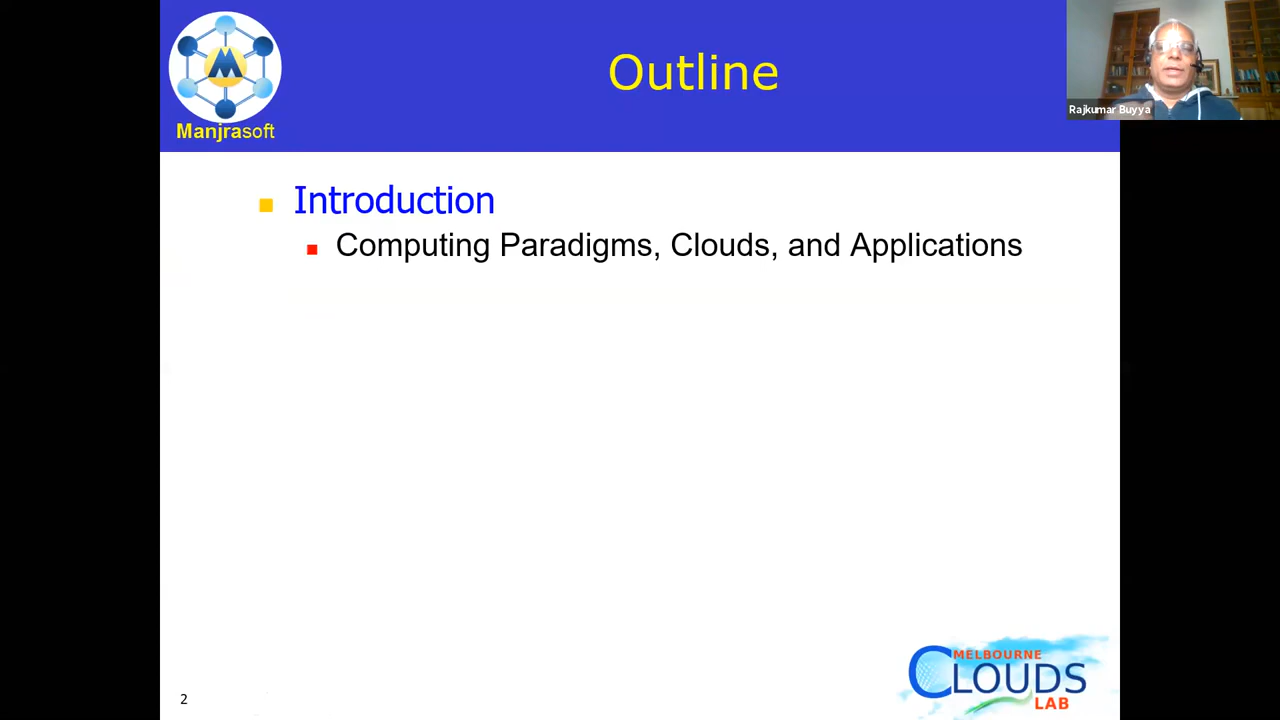 Outline
Rajkumar Buyya
Manjrasoft
Introduction
Computing Paradigms, Clouds, and Applications
MELBOURNE
CLOUDS
LAB
2